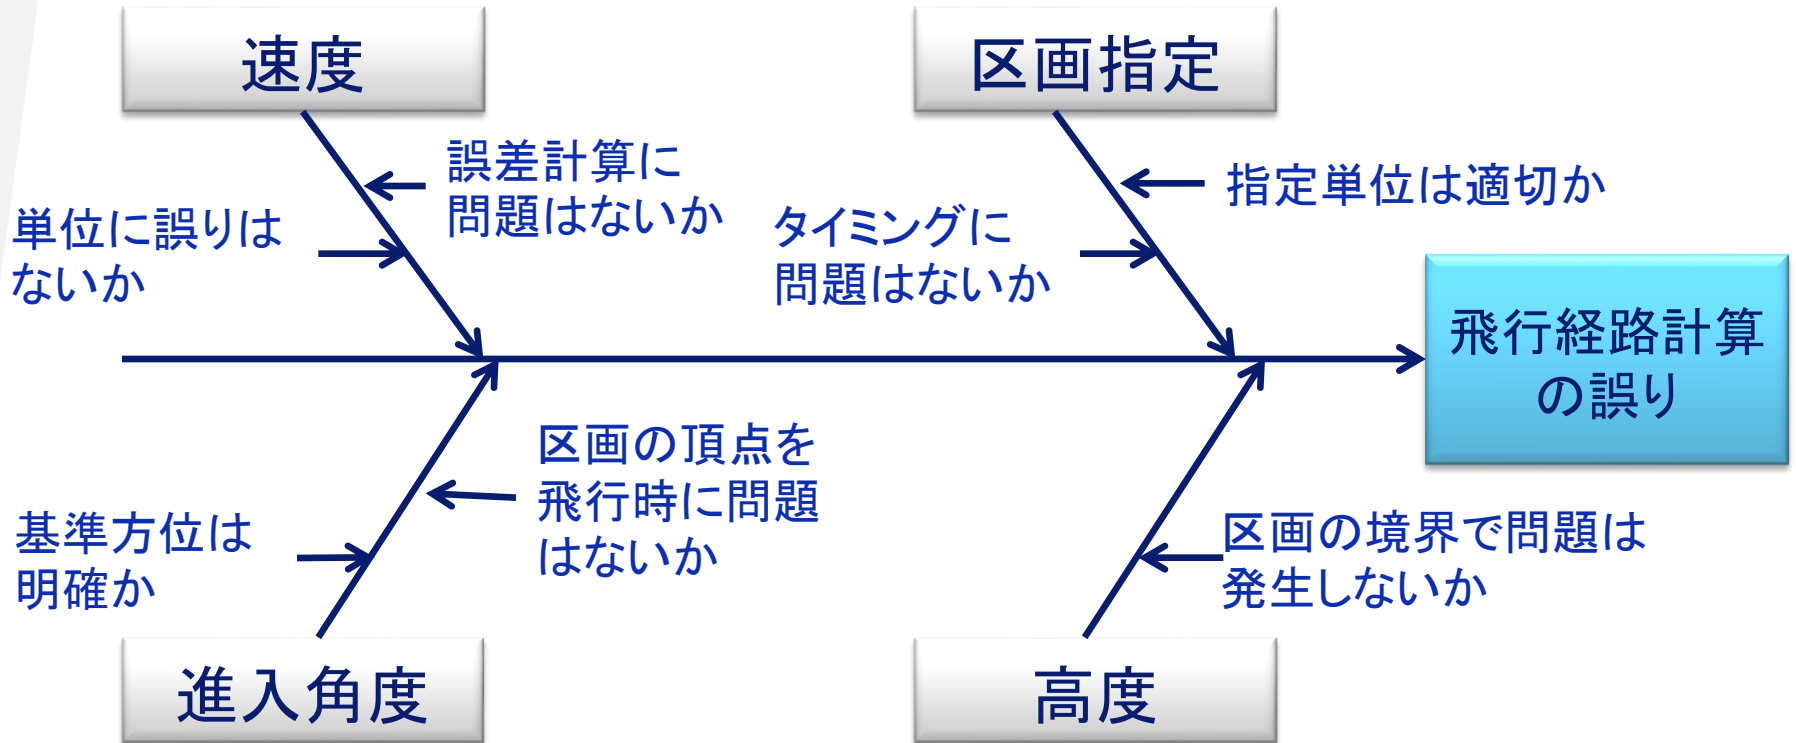 速度
区画指定
誤差計算に
問題はないか
単位に誤りは
ないか
指定単位は適切か
タイミングに
問題はないか
飛行経路計算
の誤り
区画の頂点を
飛行時に問題
はないか
基準方位は
明確か
区画の境界で問題は
発生しないか
進入角度
高度